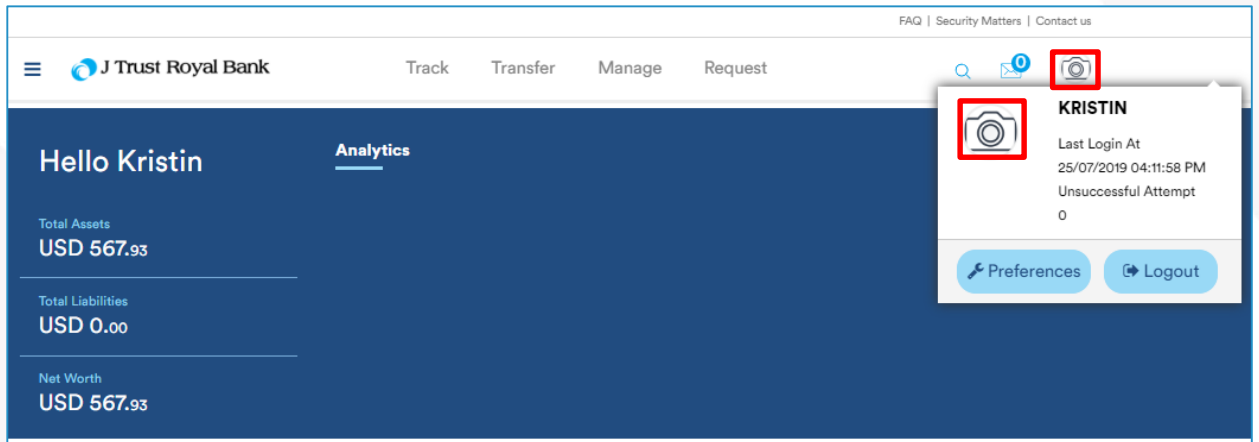 FAQ | Security Matters | Contact us
J Trust Royal Bank
Track Transfer Manage Request
0
Hello Kristin
Analytics
Total Assets
USD 567.93
Total Liabilities
USD 0.00
Net Worth
USD 567.93
KRISTIN
Last Login At
25/07/2019 04:11:58 PM
Unsuccessful Attempt
0
Preferences Logout